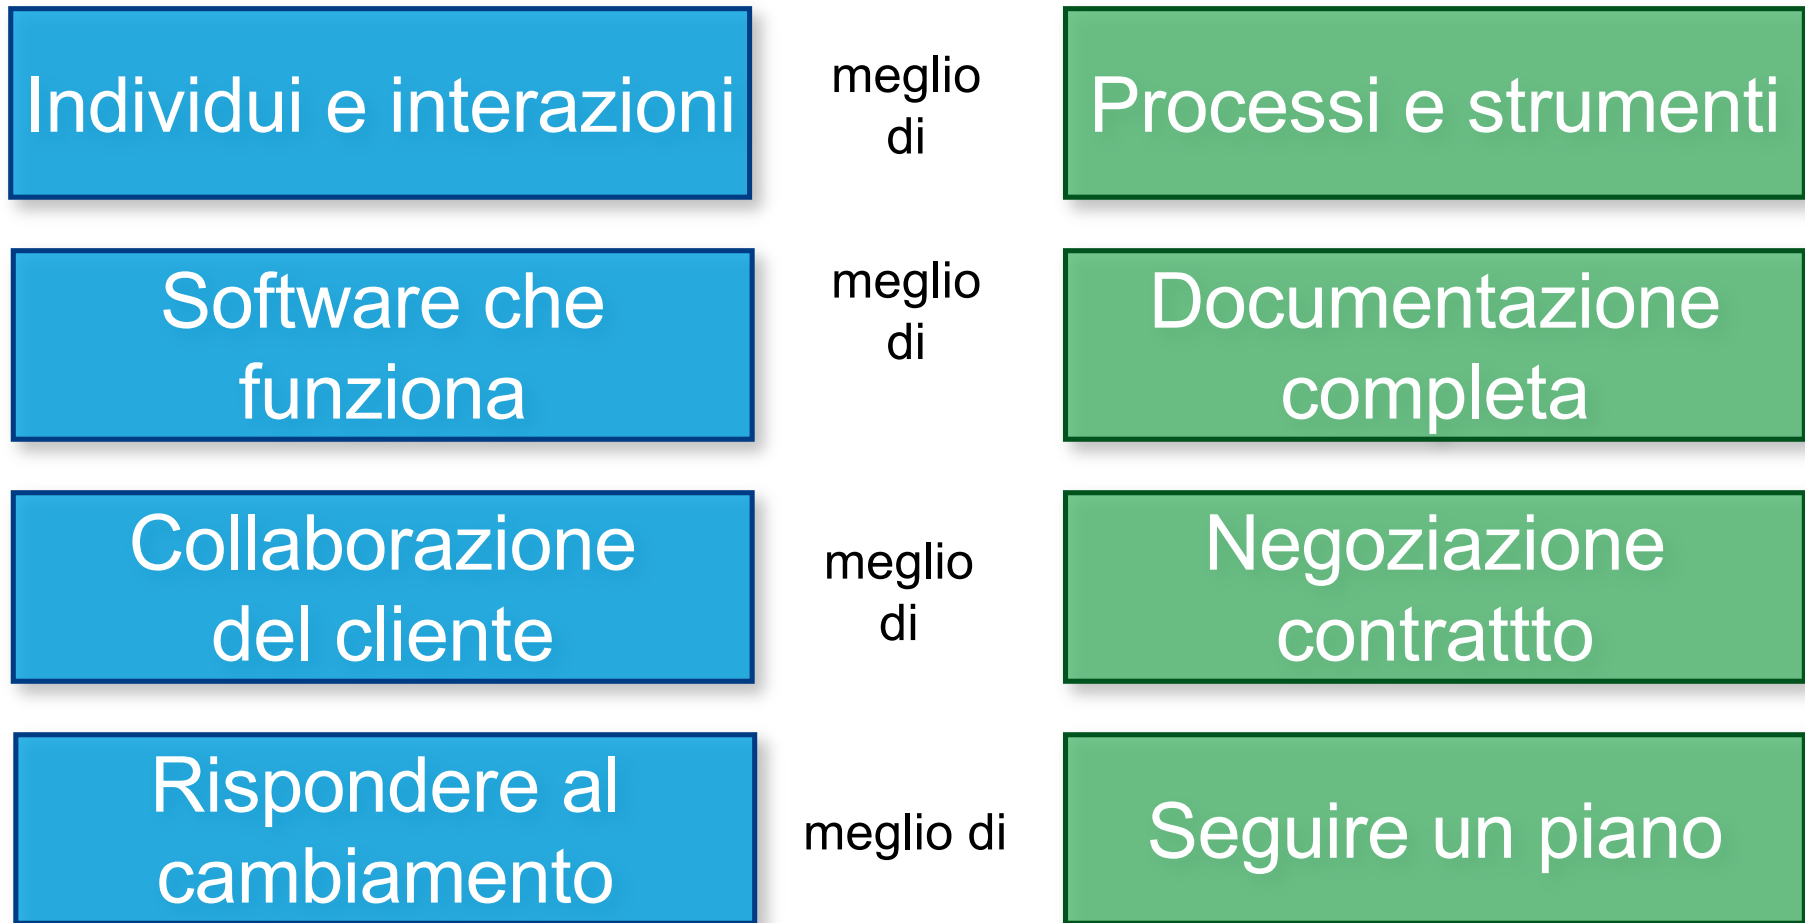 Individui e interazioni
meglio
di
Processi e strumenti
Software che
funziona
meglio
di
Documentazione
completa
Collaborazione
del cliente
meglio
di
Negoziazione
contrattto
Rispondere al
cambiamento
meglio di
Seguire un piano